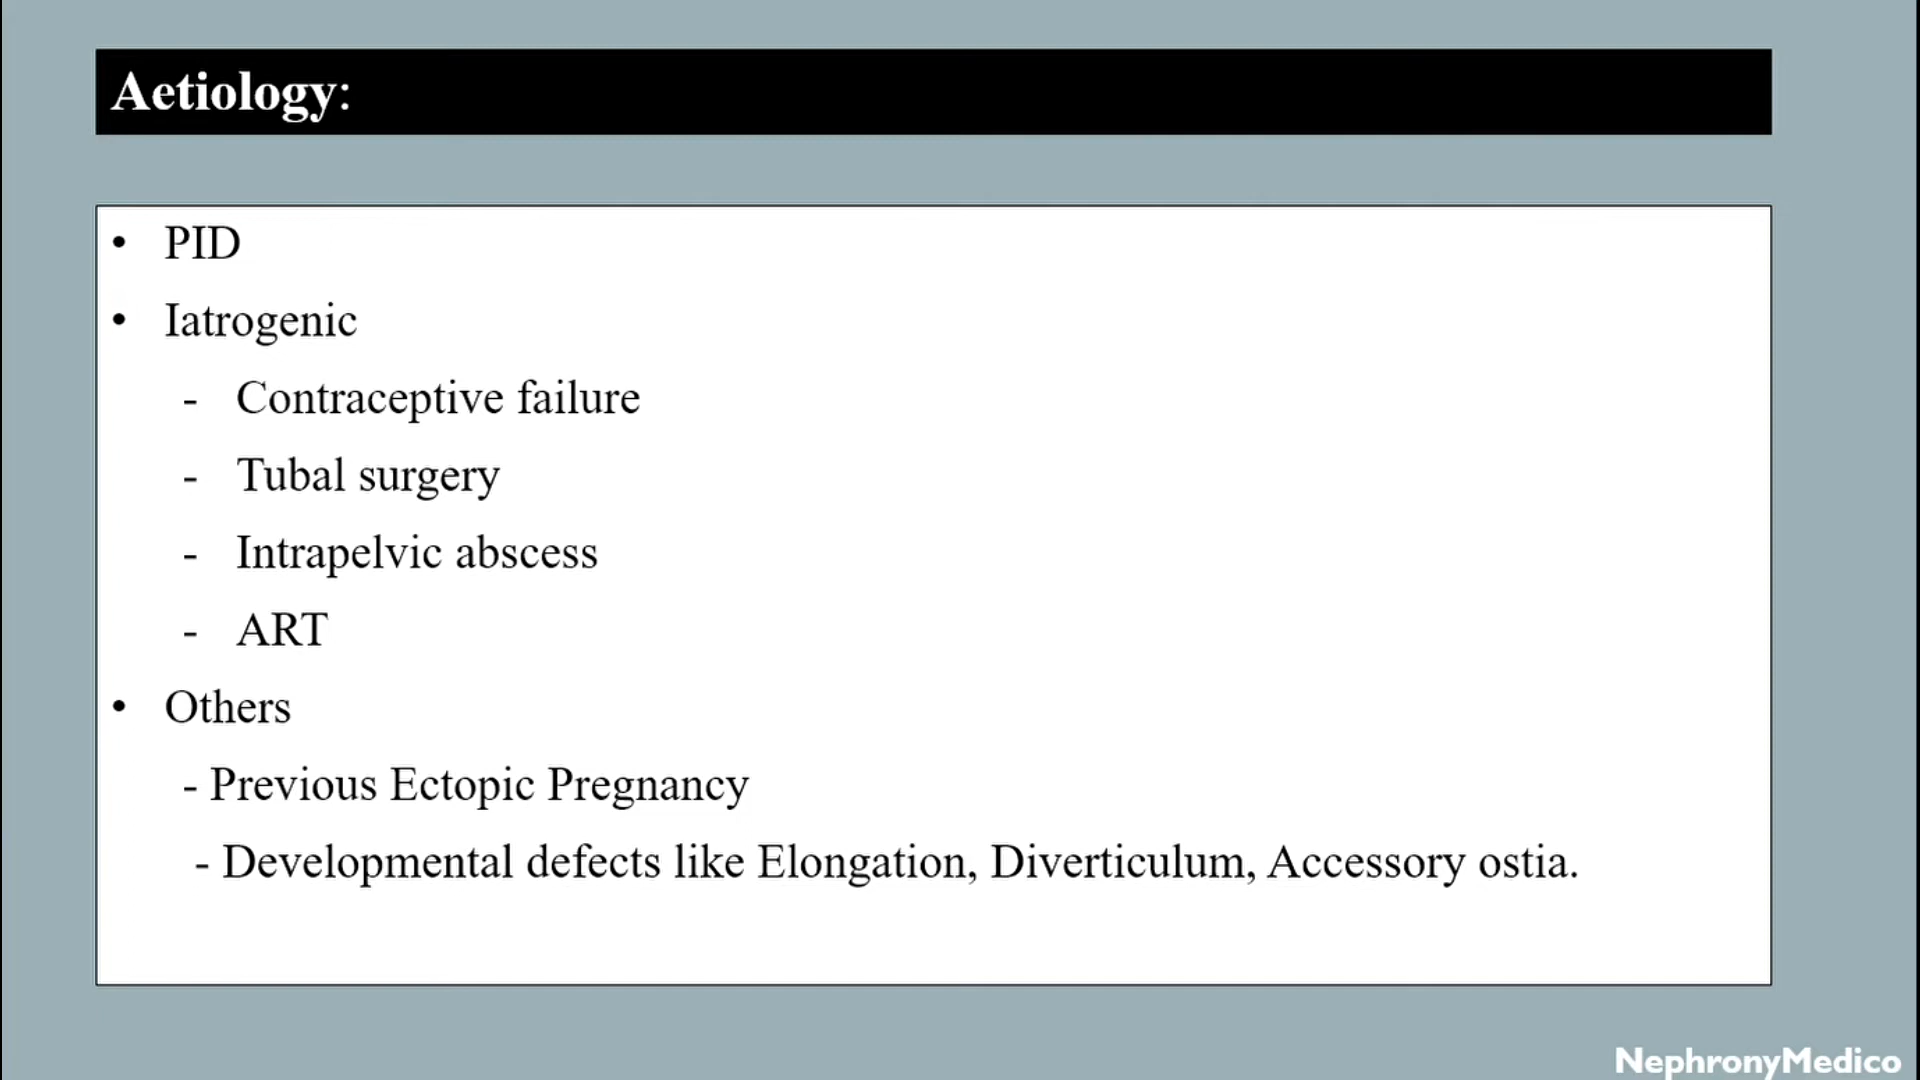 Aetiology:
• PID
• Iatrogenic
- Contraceptive failure
- Tubal surgery
- Intrapelvic abscess
- ART
• Others
- Previous Ectopic Pregnancy
- Developmental defects like Elongation, Diverticulum, Accessory ostia.
NephronyMedico